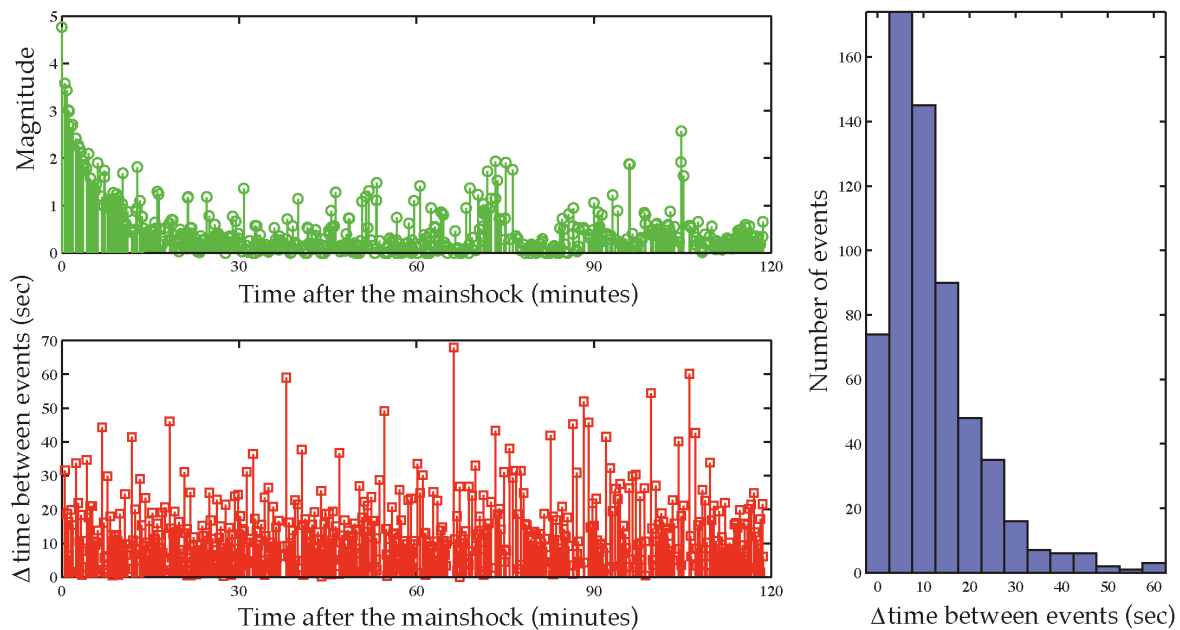 5
4
3
2
1
0
Magnitude
0 30 60 90 120
Time after the mainshock (minutes)
70
60
50
40
30
20
10
0
Δ time between events (sec)
0 30 60 90 120
Time after the mainshock (minutes)
160
140
120
100
80
60
40
20
0
Number of events
0 10 20 30 40 50 60
Δtime between events (sec)